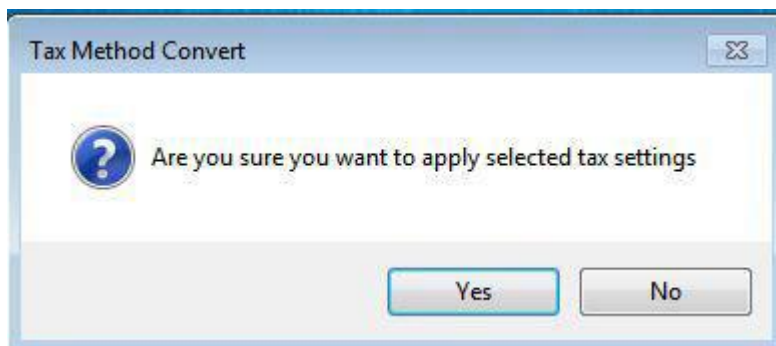 Tax Method Convert
Are you sure you want to apply selected tax settings
Yes
No